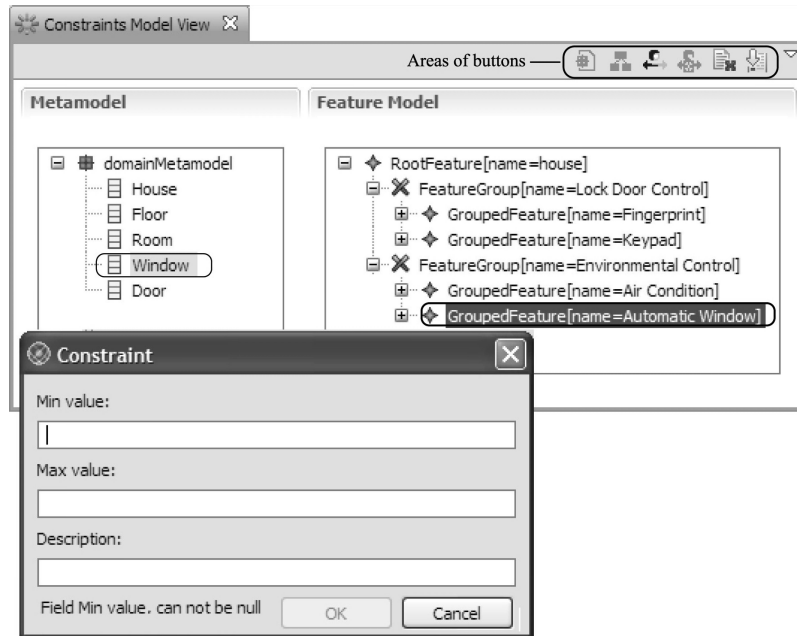 Constraints Model View
Areas of buttons
Metamodel
Feature Model
domainMetamodel
House
Floor
Room
Window
Door
RootFeature[name=house]
FeatureGroup[name=Lock Door Control]
GroupedFeature[name=Fingerprint]
GroupedFeature[name=Keypad]
FeatureGroup[name=Environmental Control]
GroupedFeature[name=Air Condition]
GroupedFeature[name=Automatic Window]
Constraint
Min value:
Max value:
Description:
Field Min value. can not be null
OK
Cancel